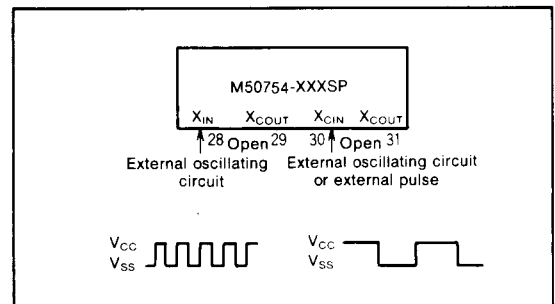 M50754-XXXSP
XIN XCOUT XCIN XCOUT
28 Open 29 30 Open 31
External oscillating circuit
External oscillating circuit or external pulse
VCC
VSS
VCC
VSS